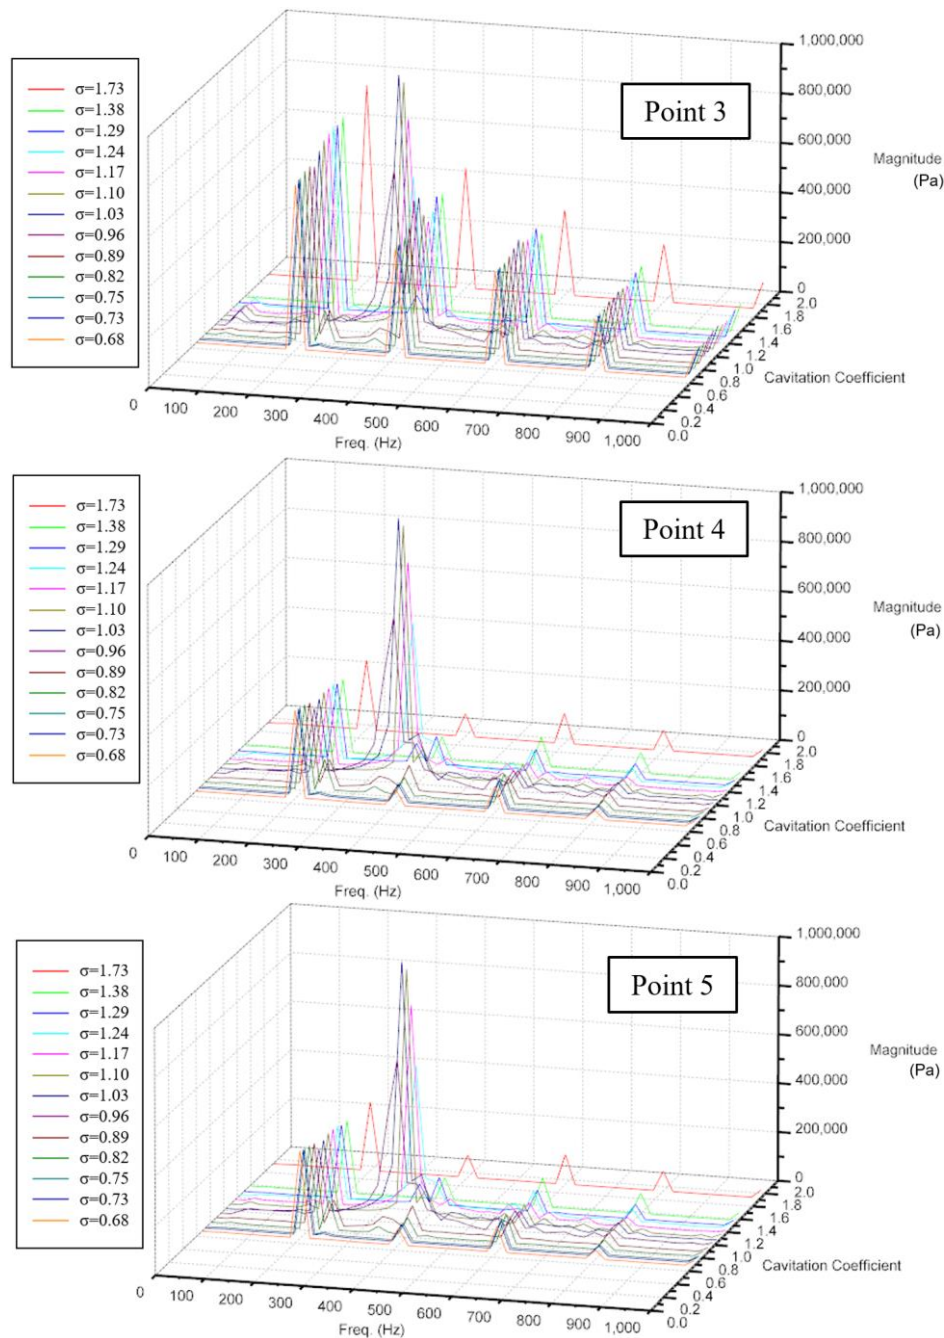 Point 3
σ=1.73
σ=1.38
σ=1.29
σ=1.24
σ=1.17
σ=1.10
σ=1.03
σ=0.96
σ=0.89
σ=0.82
σ=0.75
σ=0.73
σ=0.68
1,000,000
800,000
600,000
400,000
200,000
0
Magnitude
(Pa)
2.0
1.8
1.6
1.4
1.2
1.0
0.8
0.6
0.4
0.2
0.0
Cavitation Coefficient
0
100
200
300
400
500
600
700
800
900
1,000
Freq. (Hz)
Point 4
σ=1.73
σ=1.38
σ=1.29
σ=1.24
σ=1.17
σ=1.10
σ=1.03
σ=0.96
σ=0.89
σ=0.82
σ=0.75
σ=0.73
σ=0.68
1,000,000
800,000
600,000
400,000
200,000
0
Magnitude
(Pa)
2.0
1.8
1.6
1.4
1.2
1.0
0.8
0.6
0.4
0.2
0.0
Cavitation Coefficient
0
100
200
300
400
500
600
700
800
900
1,000
Freq. (Hz)
Point 5
σ=1.73
σ=1.38
σ=1.29
σ=1.24
σ=1.17
σ=1.10
σ=1.03
σ=0.96
σ=0.89
σ=0.82
σ=0.75
σ=0.73
σ=0.68
1,000,000
800,000
600,000
400,000
200,000
0
Magnitude
(Pa)
2.0
1.8
1.6
1.4
1.2
1.0
0.8
0.6
0.4
0.2
0.0
Cavitation Coefficient
0
100
200
300
400
500
600
700
800
900
1,000
Freq. (Hz)